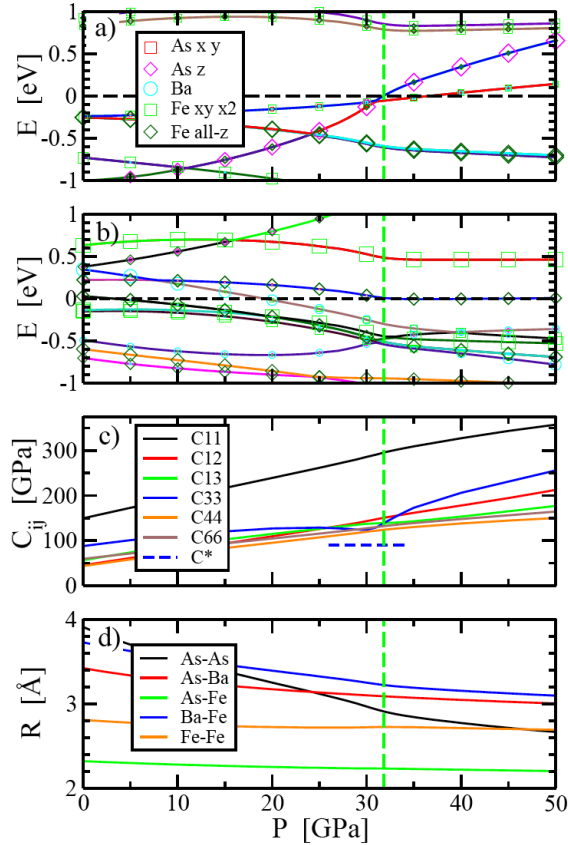 a)
1
0.5
0
-0.5
-1
E [eV]
As x y
As z
Ba
Fe xy x2
Fe all-z
b)
1
0.5
0
-0.5
-1
E [eV]
c)
300
200
100
0
C_ij [GPa]
C11
C12
C13
C33
C44
C66
C*
d)
4
3
2
R [Å]
As-As
As-Ba
As-Fe
Ba-Fe
Fe-Fe
0 10 20 30 40 50
P [GPa]